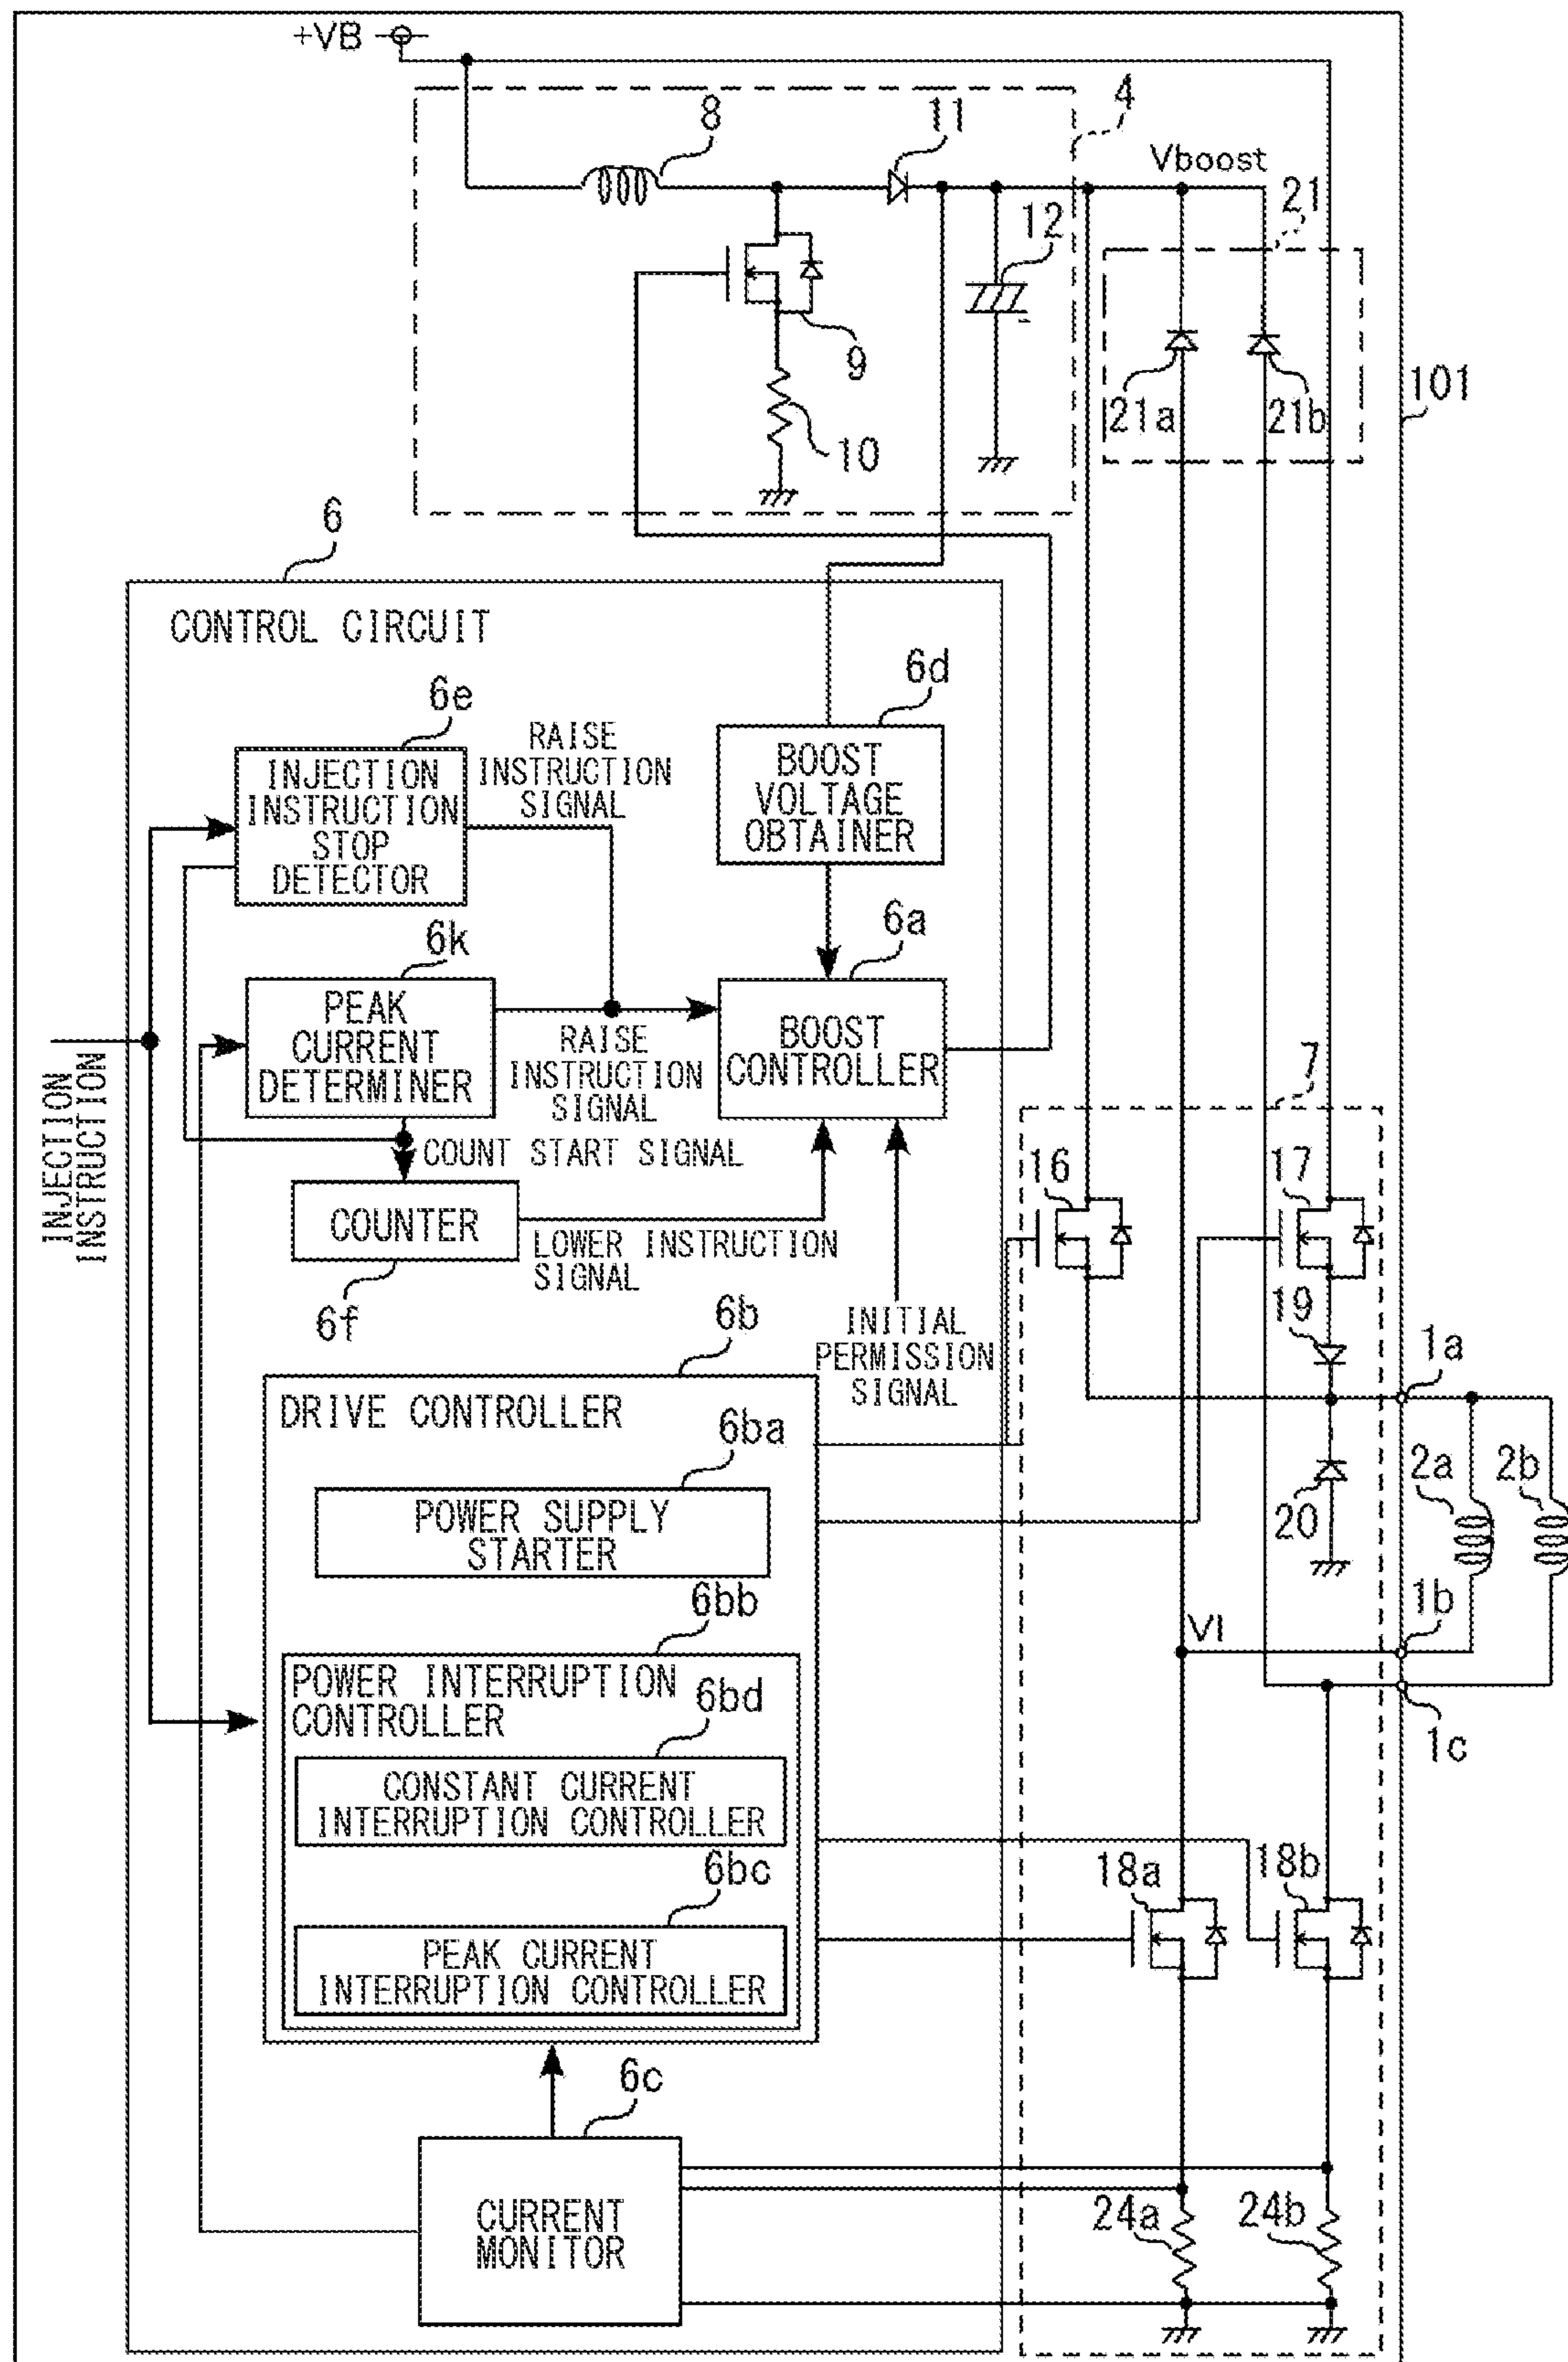 +VB
4
8
11
Vboost
21
12
9
10
21a
21b
101
6
CONTROL CIRCUIT
6d
6e
RAISE
INSTRUCTION
SIGNAL
INJECTION
INSTRUCTION
STOP
DETECTOR
BOOST
VOLTAGE
OBTAINER
6k
6a
PEAK
CURRENT
DETERMINER
RAISE
INSTRUCTION
SIGNAL
BOOST
CONTROLLER
INJECTION
INSTRUCTION
7
COUNT START SIGNAL
16
17
COUNTER
LOWER INSTRUCTION
SIGNAL
6f
INITIAL
PERMISSION
SIGNAL
19
6b
1a
DRIVE CONTROLLER
6ba
2a
2b
POWER SUPPLY
STARTER
20
6bb
1b
VI
POWER INTERRUPTION
CONTROLLER
6bd
1c
CONSTANT CURRENT
INTERRUPTION CONTROLLER
6bc
18a
18b
PEAK CURRENT
INTERRUPTION CONTROLLER
6c
CURRENT
MONITOR
24a
24b